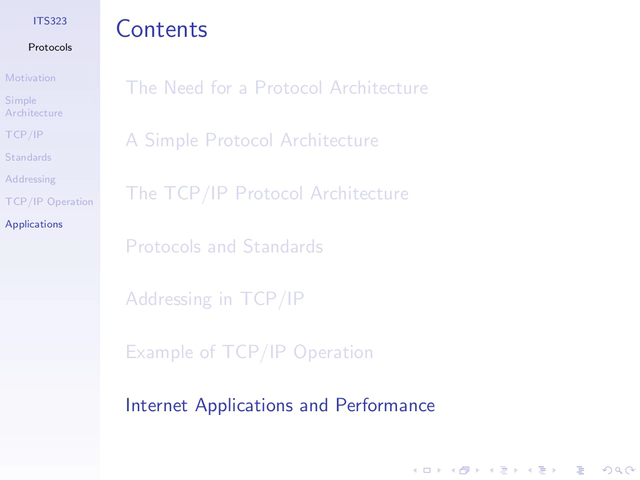 ITS323
Protocols
Motivation
Simple
Architecture
TCP/IP
Standards
Addressing
TCP/IP Operation
Applications
Contents
The Need for a Protocol Architecture
A Simple Protocol Architecture
The TCP/IP Protocol Architecture
Protocols and Standards
Addressing in TCP/IP
Example of TCP/IP Operation
Internet Applications and Performance